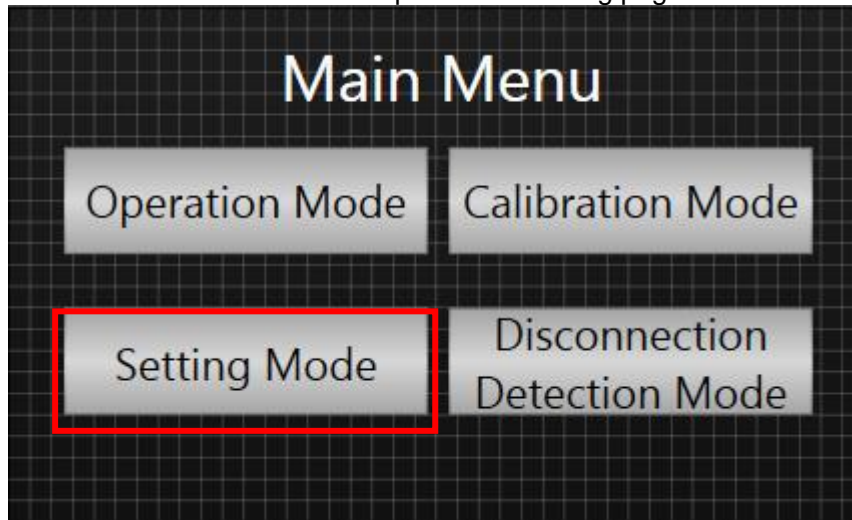 Main Menu
Operation Mode
Calibration Mode
Setting Mode
Disconnection
Detection Mode